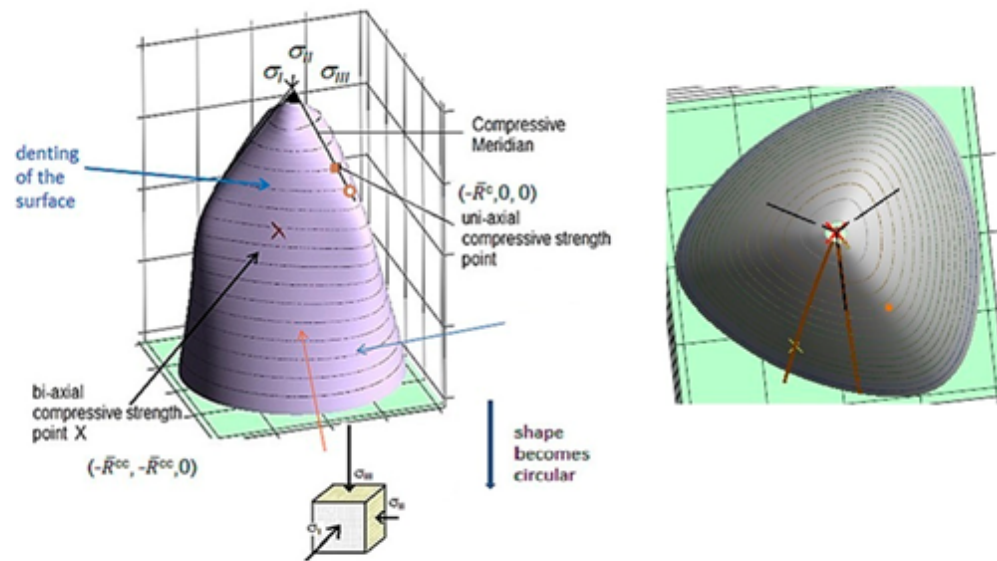 σII
σI
σIII
denting
of the
surface
Compressive
Meridian
(-R̄ᶜ,0, 0)
uni-axial
compressive strength
point
bi-axial
compressive strength
point X
(-R̄ᶜᶜ, -R̄ᶜᶜ,0)
shape
becomes
circular
σIII
σII
σI